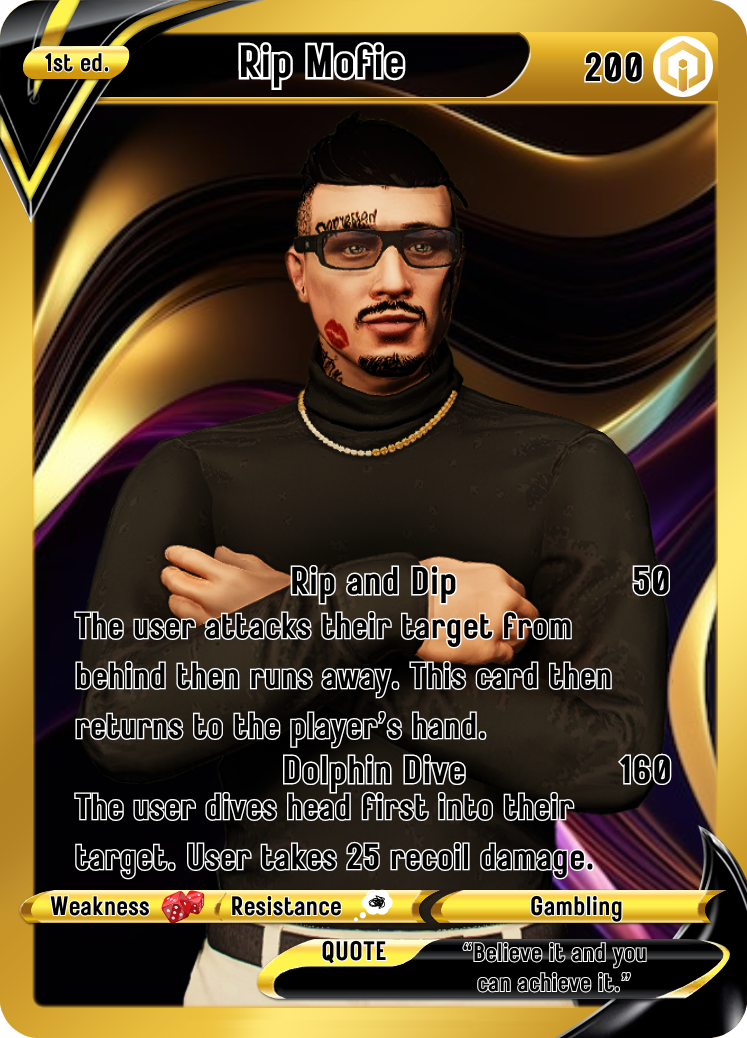 1st ed.
Rip Mofie
200
Rip and Dip 50
The user attacks their target from
behind then runs away. This card then
returns to the player’s hand.
Dolphin Dive 160
The user dives head first into their
target. User takes 25 recoil damage.
Weakness Resistance Gambling
QUOTE
“Believe it and you
can achieve it.”